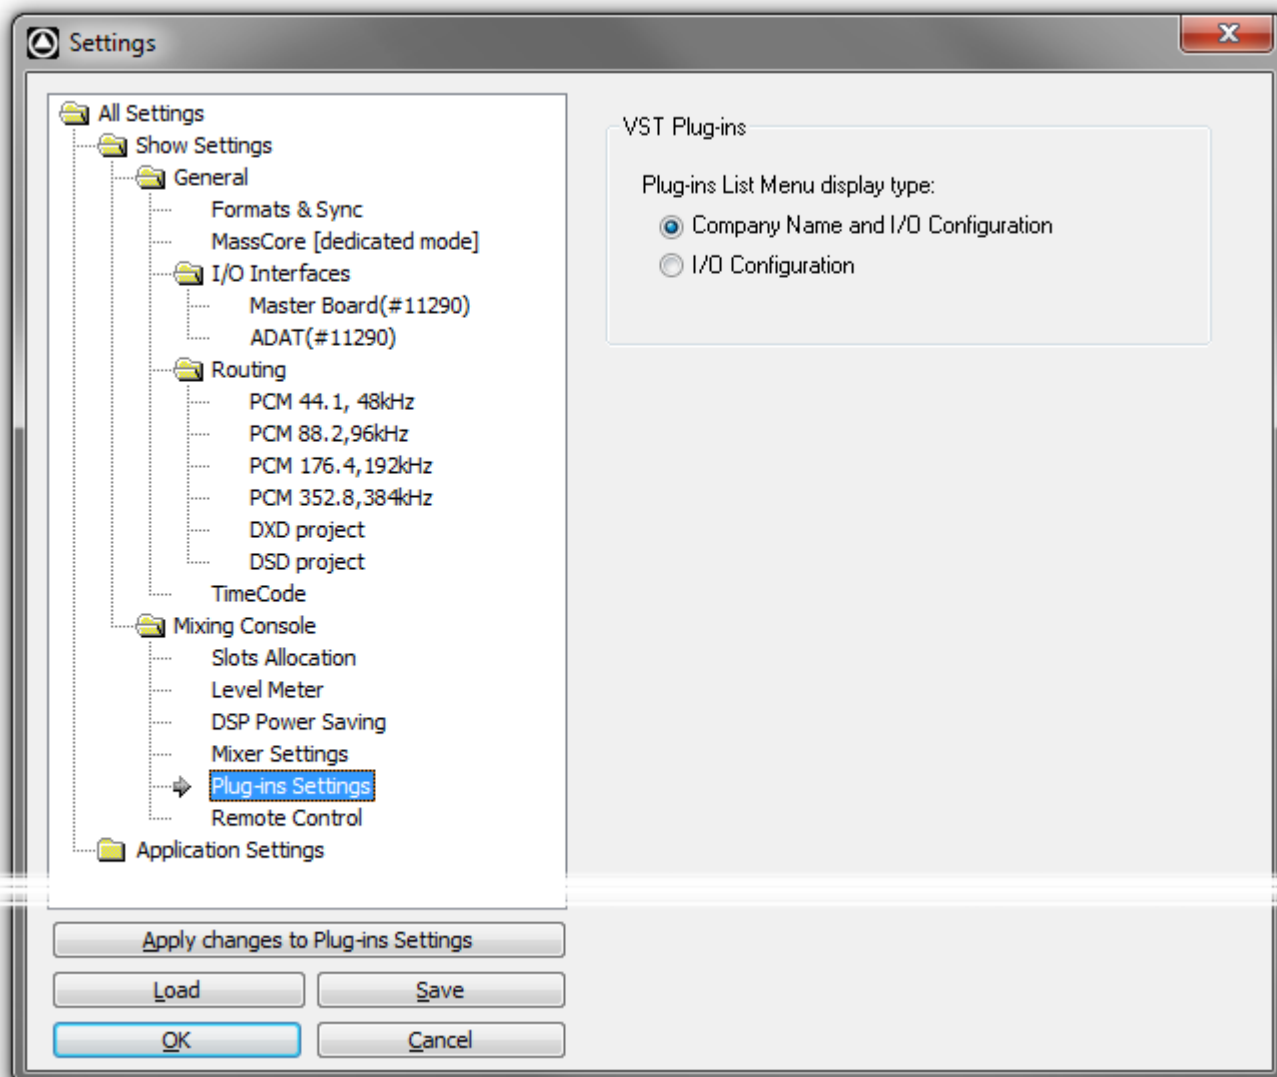 Settings
All Settings
Show Settings
General
Formats & Sync
MassCore [dedicated mode]
I/O Interfaces
Master Board(#11290)
ADAT(#11290)
Routing
PCM 44.1, 48kHz
PCM 88.2,96kHz
PCM 176.4,192kHz
PCM 352.8,384kHz
DXD project
DSD project
TimeCode
Mixing Console
Slots Allocation
Level Meter
DSP Power Saving
Mixer Settings
Plug-ins Settings
Remote Control
Application Settings
VST Plug-ins
Plug-ins List Menu display type:
Company Name and I/O Configuration
I/O Configuration
Apply changes to Plug-ins Settings
Load Save
OK Cancel